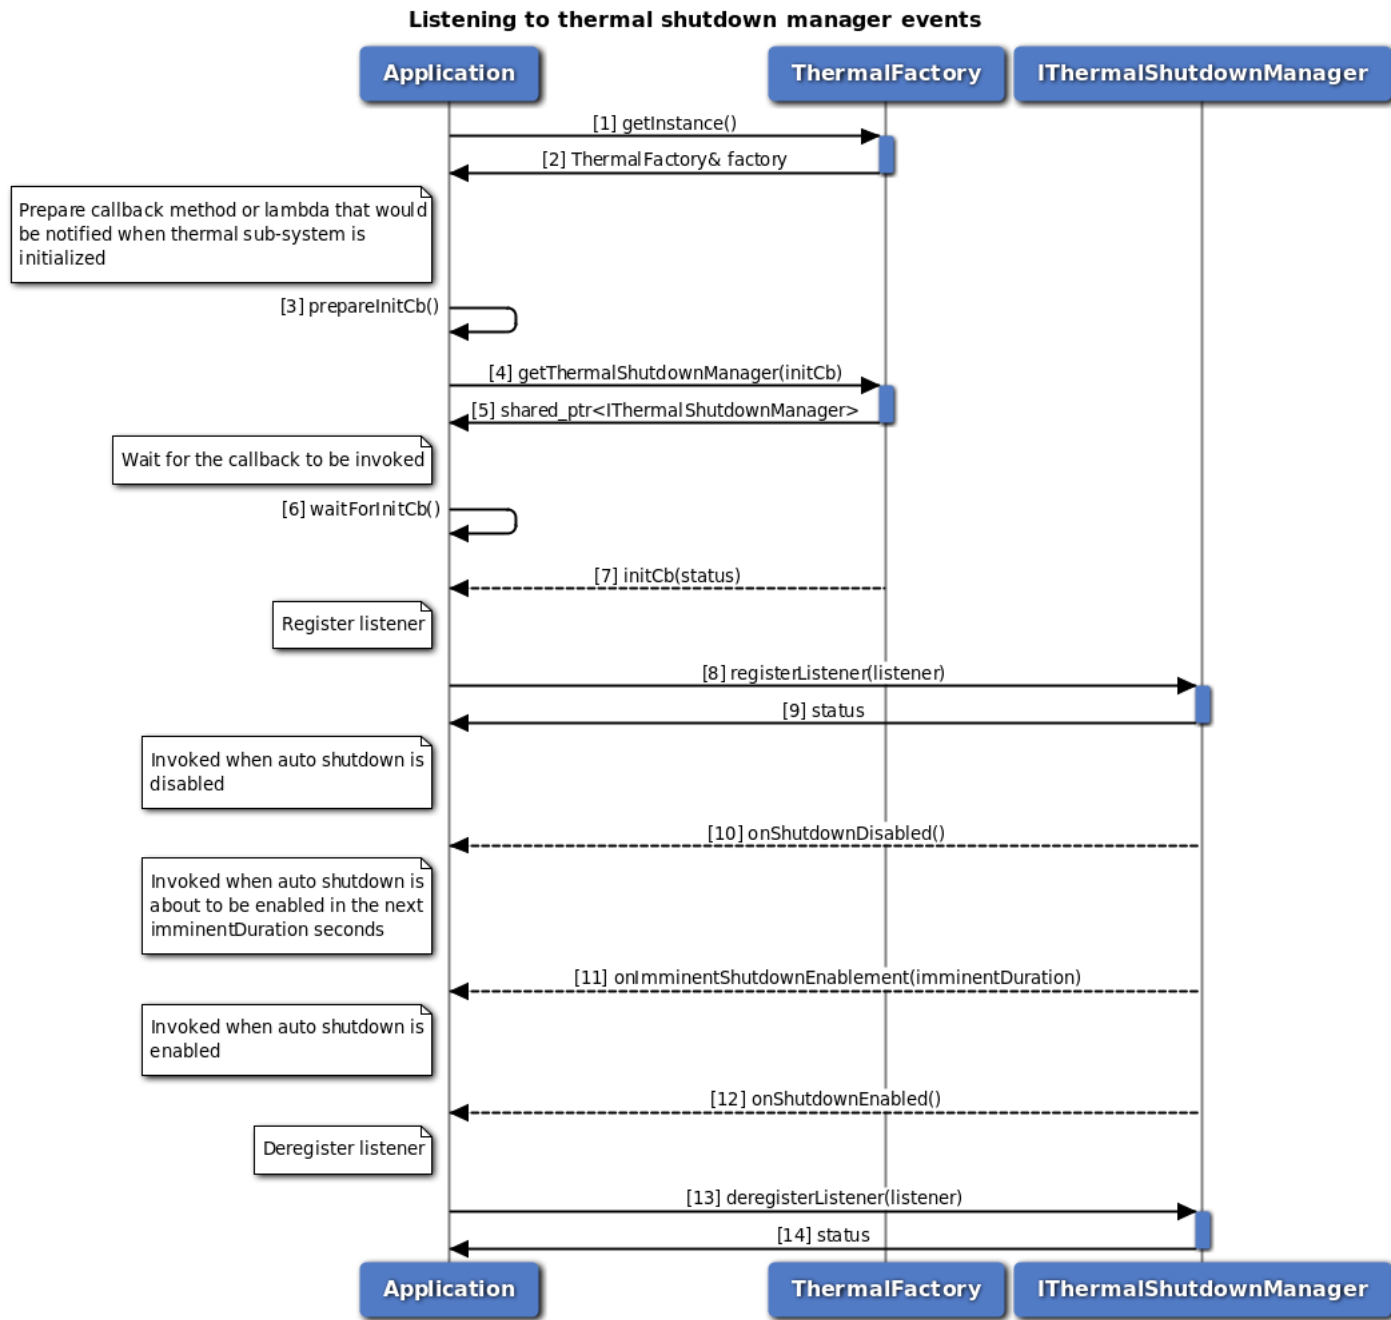 Listening to thermal shutdown manager events
Application
ThermalFactory
IThermalShutdownManager
[1] getInstance()
[2] ThermalFactory& factory
Prepare callback method or lambda that would
be notified when thermal sub-system is
initialized
[3] prepareInitCb()
[4] getThermalShutdownManager(initCb)
[5] shared_ptr<IThermalShutdownManager>
Wait for the callback to be invoked
[6] waitForInitCb()
[7] initCb(status)
Register listener
[8] registerListener(listener)
[9] status
Invoked when auto shutdown is
disabled
[10] onShutdownDisabled()
Invoked when auto shutdown is
about to be enabled in the next
imminentDuration seconds
[11] onImminentShutdownEnablement(imminentDuration)
Invoked when auto shutdown is
enabled
[12] onShutdownEnabled()
Deregister listener
[13] deregisterListener(listener)
[14] status
Application
ThermalFactory
IThermalShutdownManager